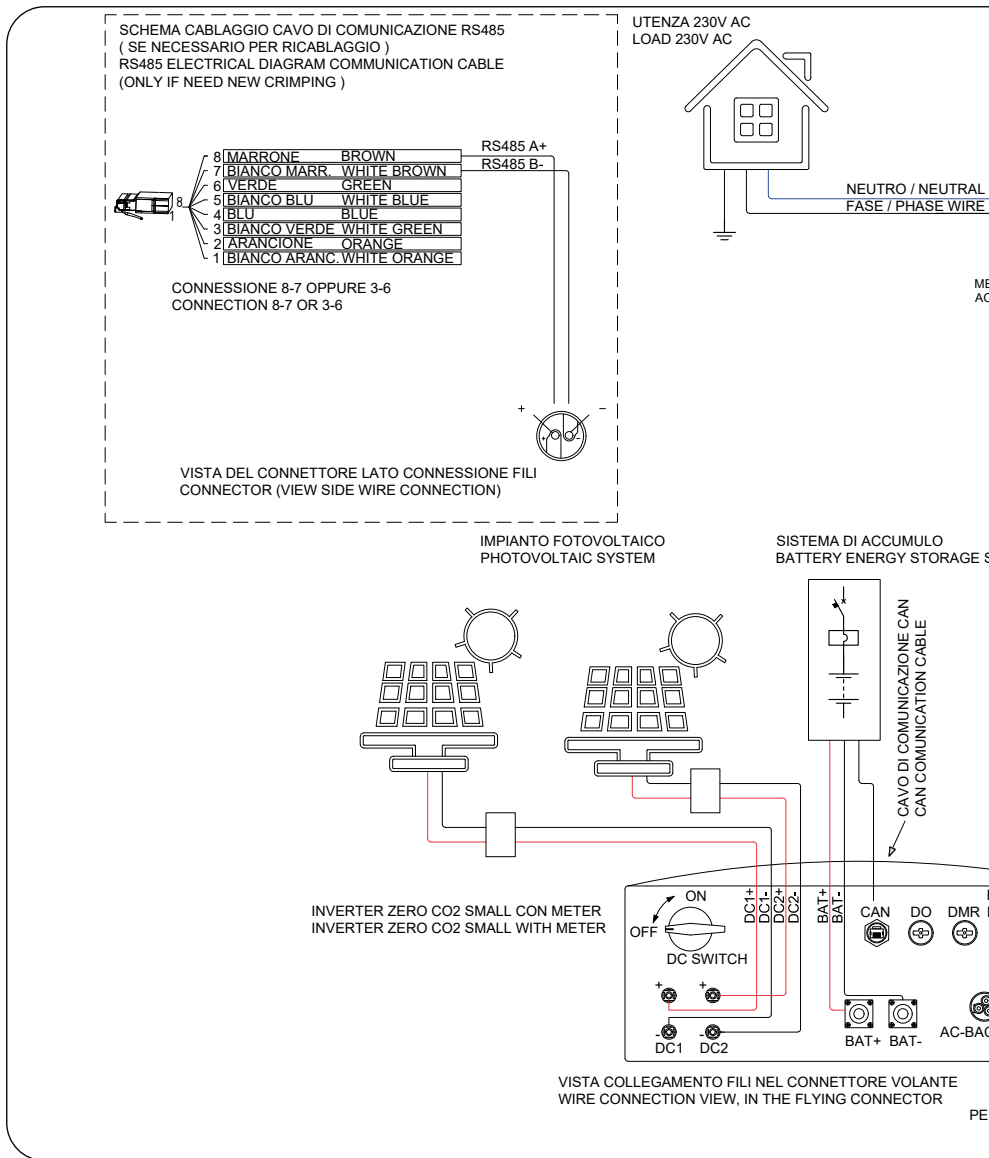 SCHEMA CABLAGGIO CAVO DI COMUNICAZIONE RS485
( SE NECESSARIO PER RICABLAGGIO )
RS485 ELECTRICAL DIAGRAM COMMUNICATION CABLE
(ONLY IF NEED NEW CRIMPING )
8 MARRONE BROWN
7 BIANCO MARR. WHITE BROWN
6 VERDE GREEN
5 BIANCO BLU WHITE BLUE
4 BLU BLUE
3 BIANCO VERDE WHITE GREEN
2 ARANCIONE ORANGE
1 BIANCO ARANC. WHITE ORANGE
8
1
RS485 A+
RS485 B-
CONNESSIONE 8-7 OPPURE 3-6
CONNECTION 8-7 OR 3-6
+ -
+ -
VISTA DEL CONNETTORE LATO CONNESSIONE FILI
CONNECTOR (VIEW SIDE WIRE CONNECTION)
UTENZA 230V AC
LOAD 230V AC
NEUTRO / NEUTRAL
FASE / PHASE WIRE
ME
AC
IMPIANTO FOTOVOLTAICO
PHOTOVOLTAIC SYSTEM
SISTEMA DI ACCUMULO
BATTERY ENERGY STORAGE S
CAVO DI COMUNICAZIONE CAN
CAN COMUNICATION CABLE
INVERTER ZERO CO2 SMALL CON METER
INVERTER ZERO CO2 SMALL WITH METER
ON
OFF
DC SWITCH
DC1+
DC1-
DC2+
DC2-
BAT+
BAT-
CAN DO DMR
+ +
- -
DC1 DC2
BAT+ BAT-
AC-BAC
VISTA COLLEGAMENTO FILI NEL CONNETTORE VOLANTE
WIRE CONNECTION VIEW, IN THE FLYING CONNECTOR
PE